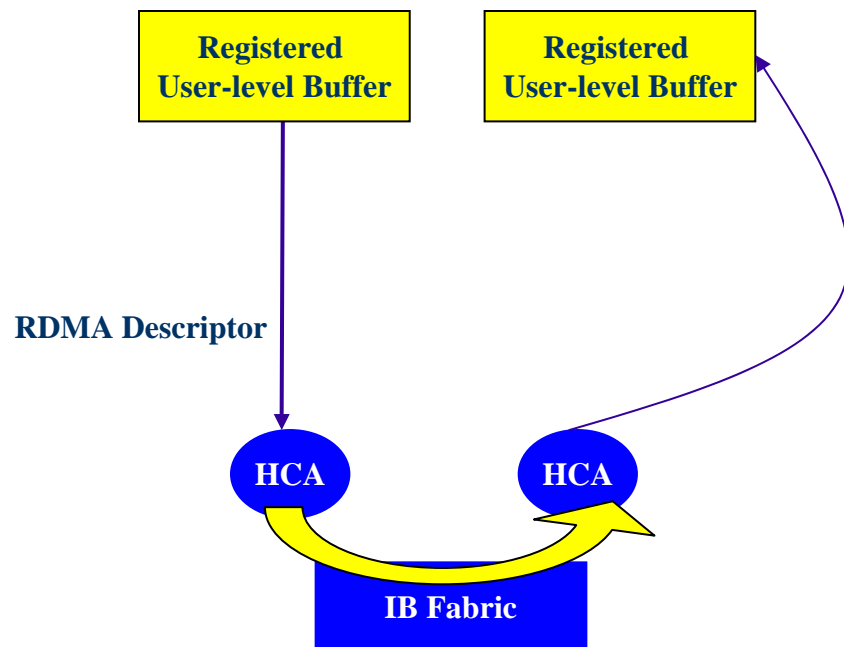 Registered
User-level Buffer
Registered
User-level Buffer
RDMA Descriptor
HCA
HCA
IB Fabric